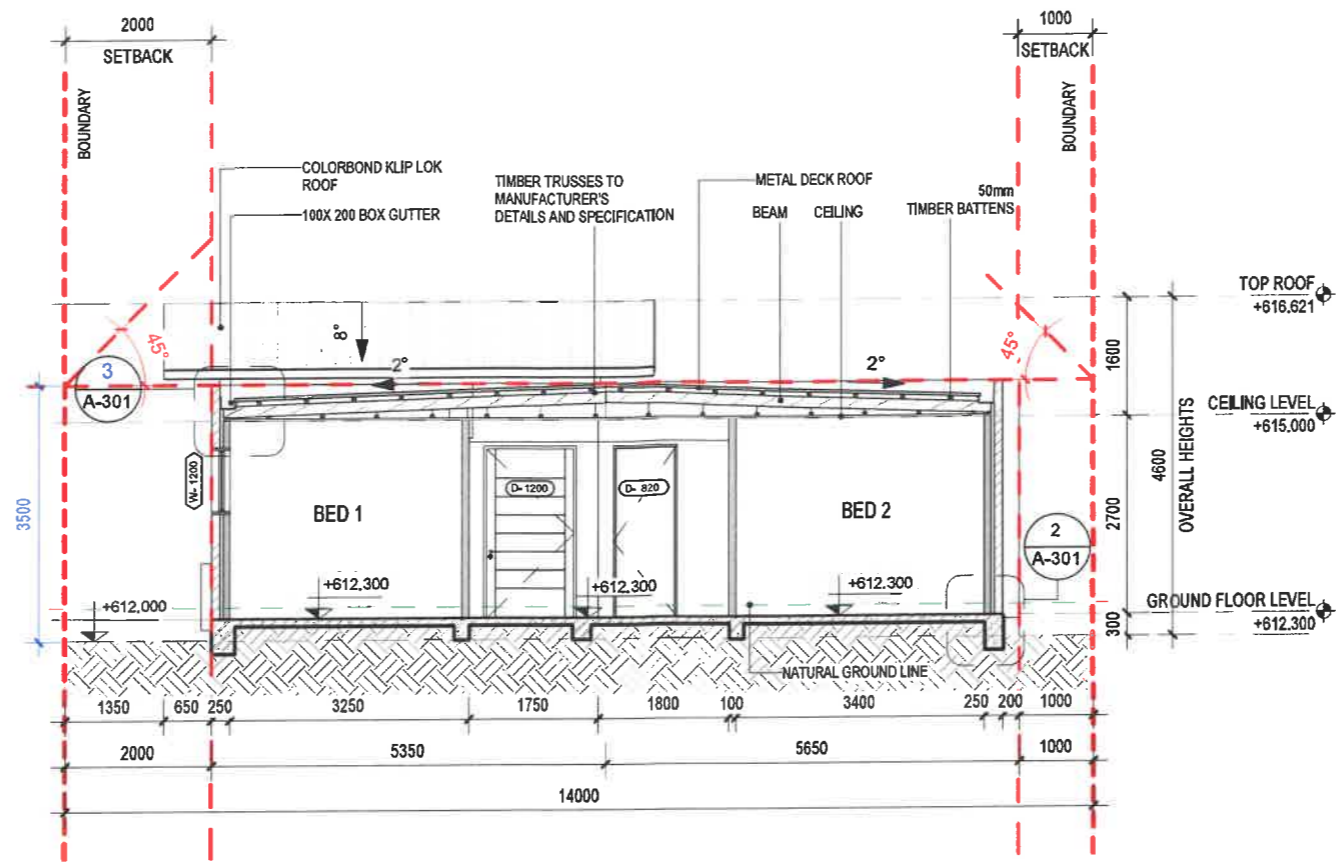 2000
SETBACK
1000
SETBACK
BOUNDARY
BOUNDARY
COLORBOND KLIP LOK
ROOF
100X 200 BOX GUTTER
TIMBER TRUSSES TO
MANUFACTURER'S
DETAILS AND SPECIFICATION
METAL DECK ROOF
BEAM
CEILING
50mm
TIMBER BATTENS
TOP ROOF
+616,621
8°
45°
45°
2°
2°
3
A-301
1600
CEILING LEVEL
+615,000
W- 1200
D- 1200
D- 820
BED 1
BED 2
3500
2700
4600
OVERALL HEIGHTS
2
A-301
+612,000
+612.300
+612.300
+612.300
GROUND FLOOR LEVEL
+612.300
300
NATURAL GROUND LINE
1350
650
250
3250
1750
1800
100
3400
250
200
1000
2000
5350
5650
1000
14000